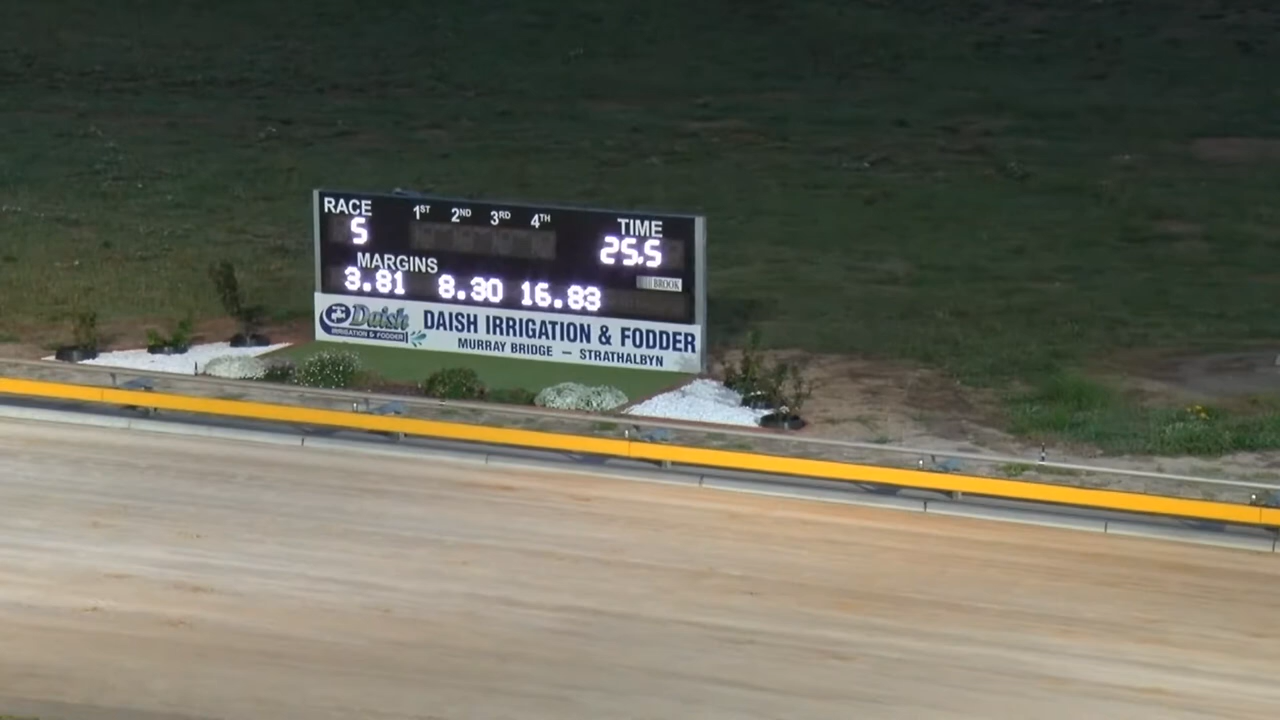 RACE 1ST 2ND 3RD 4TH TIME
5 25.5
MARGINS
BROOK
3.81 8.30 16.83
Daish
IRRIGATION & FODDER
DAISH IRRIGATION & FODDER
MURRAY BRIDGE – STRATHALBYN